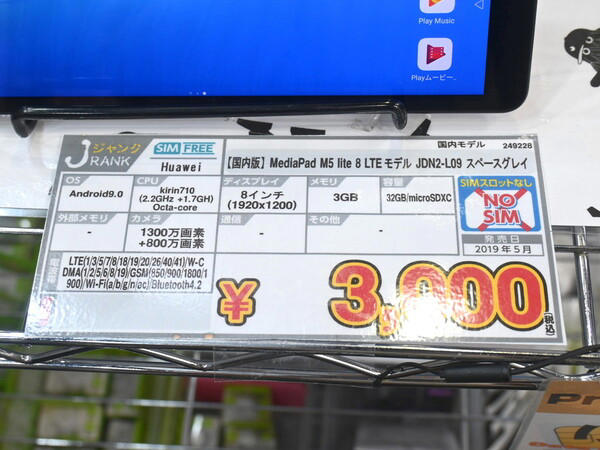 Play Music
Playムービー..
Jジャンク RANK
SIM FREE
Huawei
国内モデル 249228
【国内版】MediaPad M5 lite 8 LTEモデル JDN2-L09 スペースグレイ
OS
Android9.0
CPU
kirin710
(2.2GHz +1.7GH)
Octa-core
ディスプレイ
8インチ
(1920x1200)
メモリ
3GB
容量
32GB/microSDXC
SIMスロットなし
NO
SIM
外部メモリ
-
カメラ
1300万画素
+800万画素
通信
-
その他
-
発売日
2019年5月
LTE(1/3/5/7/8/18/19/20/26/40/41)/W-C
DMA(1/2/5/6/8/19)/GSM(850/900/1800/1
900)/Wi-Fi(a/b/g/n/ac)/Bluetooth4.2
¥3,000
(税込)